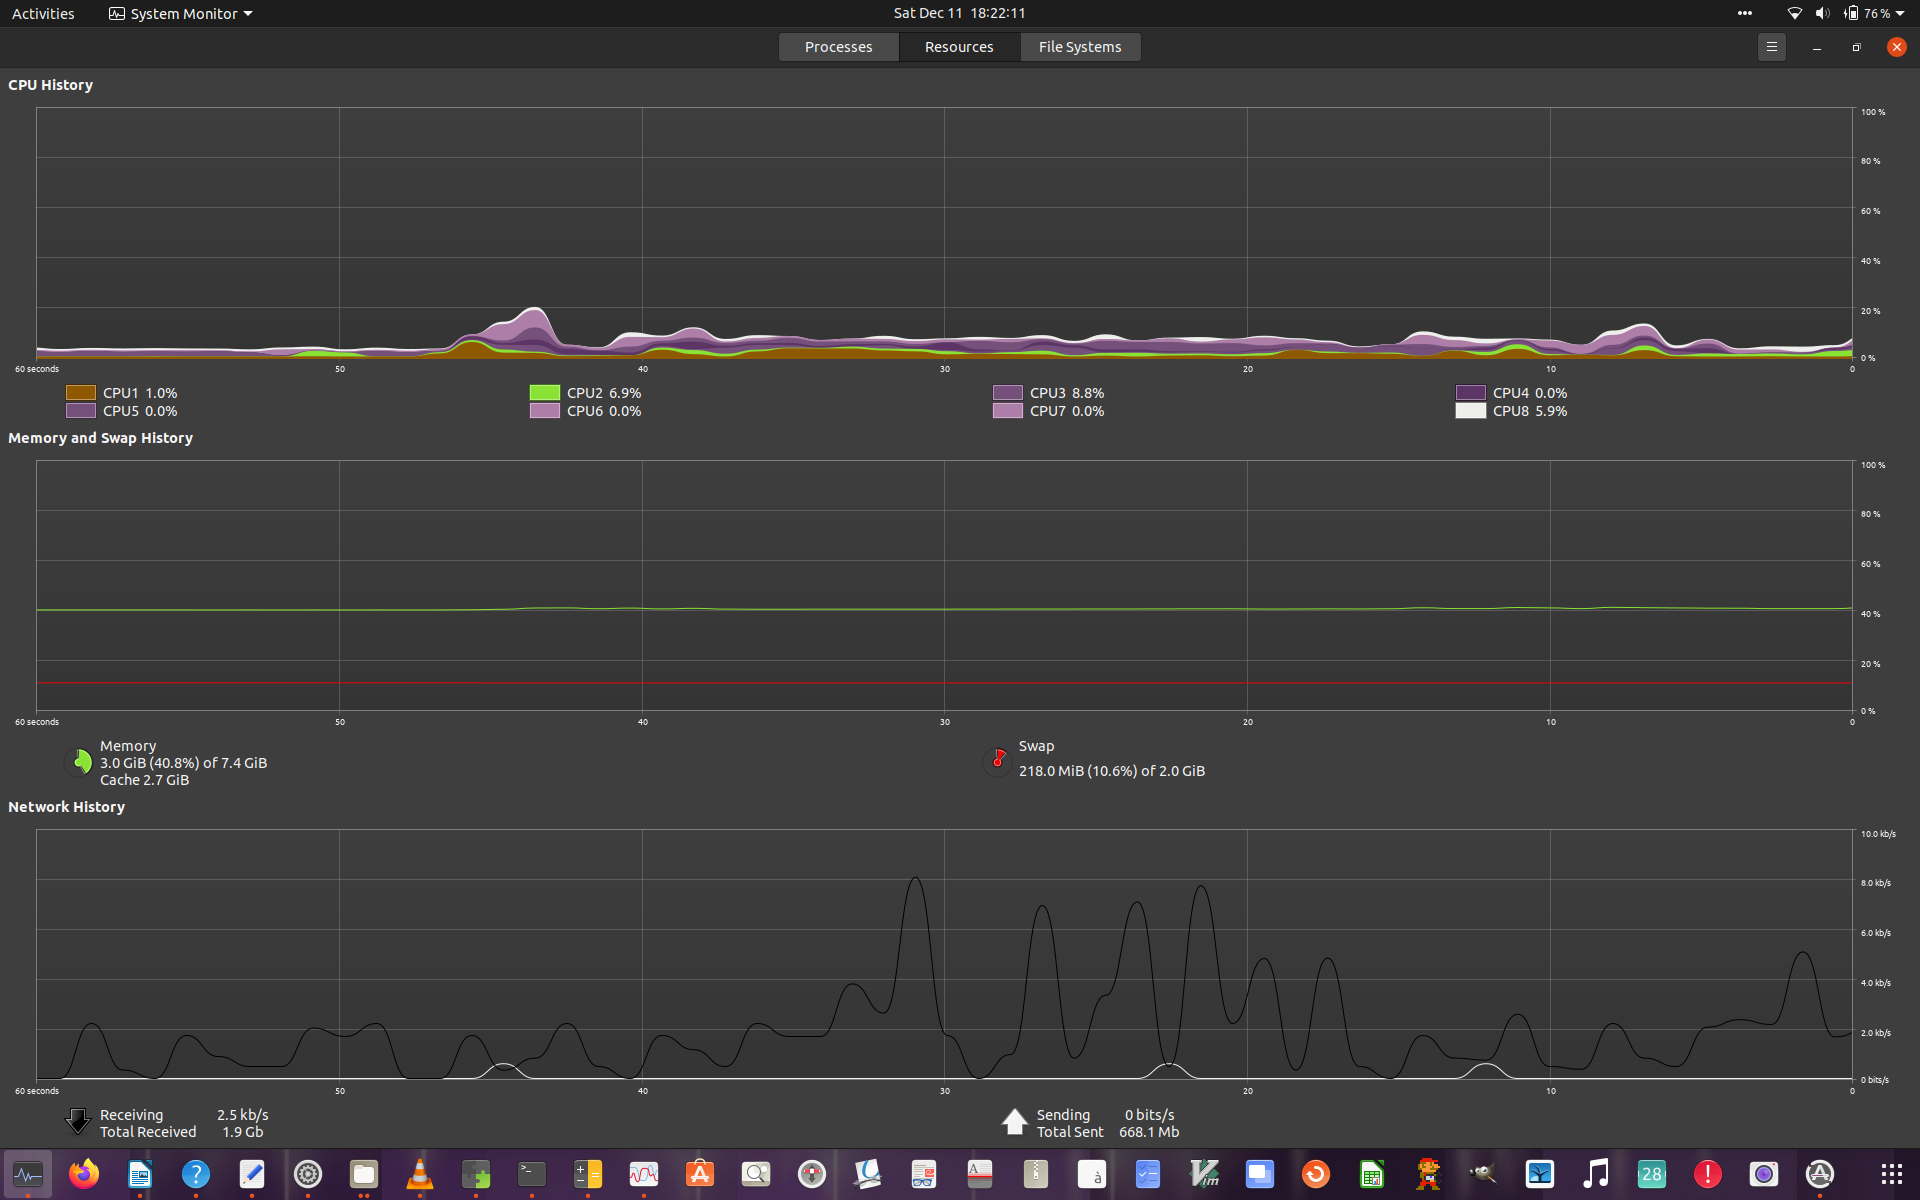 Activities System Monitor Sat Dec 11 18:22:11 76 %
Processes Resources File Systems
CPU History
100 %
80 %
60 %
40 %
20 %
0 %
60 seconds 50 40 30 20 10 0
CPU1 1.0% CPU2 6.9% CPU3 8.8% CPU4 0.0%
CPU5 0.0% CPU6 0.0% CPU7 0.0% CPU8 5.9%
Memory and Swap History
100 %
80 %
60 %
40 %
20 %
0 %
60 seconds 50 40 30 20 10 0
Memory
3.0 GiB (40.8%) of 7.4 GiB
Cache 2.7 GiB
Swap
218.0 MiB (10.6%) of 2.0 GiB
Network History
10.0 kb/s
8.0 kb/s
6.0 kb/s
4.0 kb/s
2.0 kb/s
0 bits/s
60 seconds 50 40 30 20 10 0
Receiving 2.5 kb/s
Total Received 1.9 Gb
Sending 0 bits/s
Total Sent 668.1 Mb
? >_ A à Vim 28 !